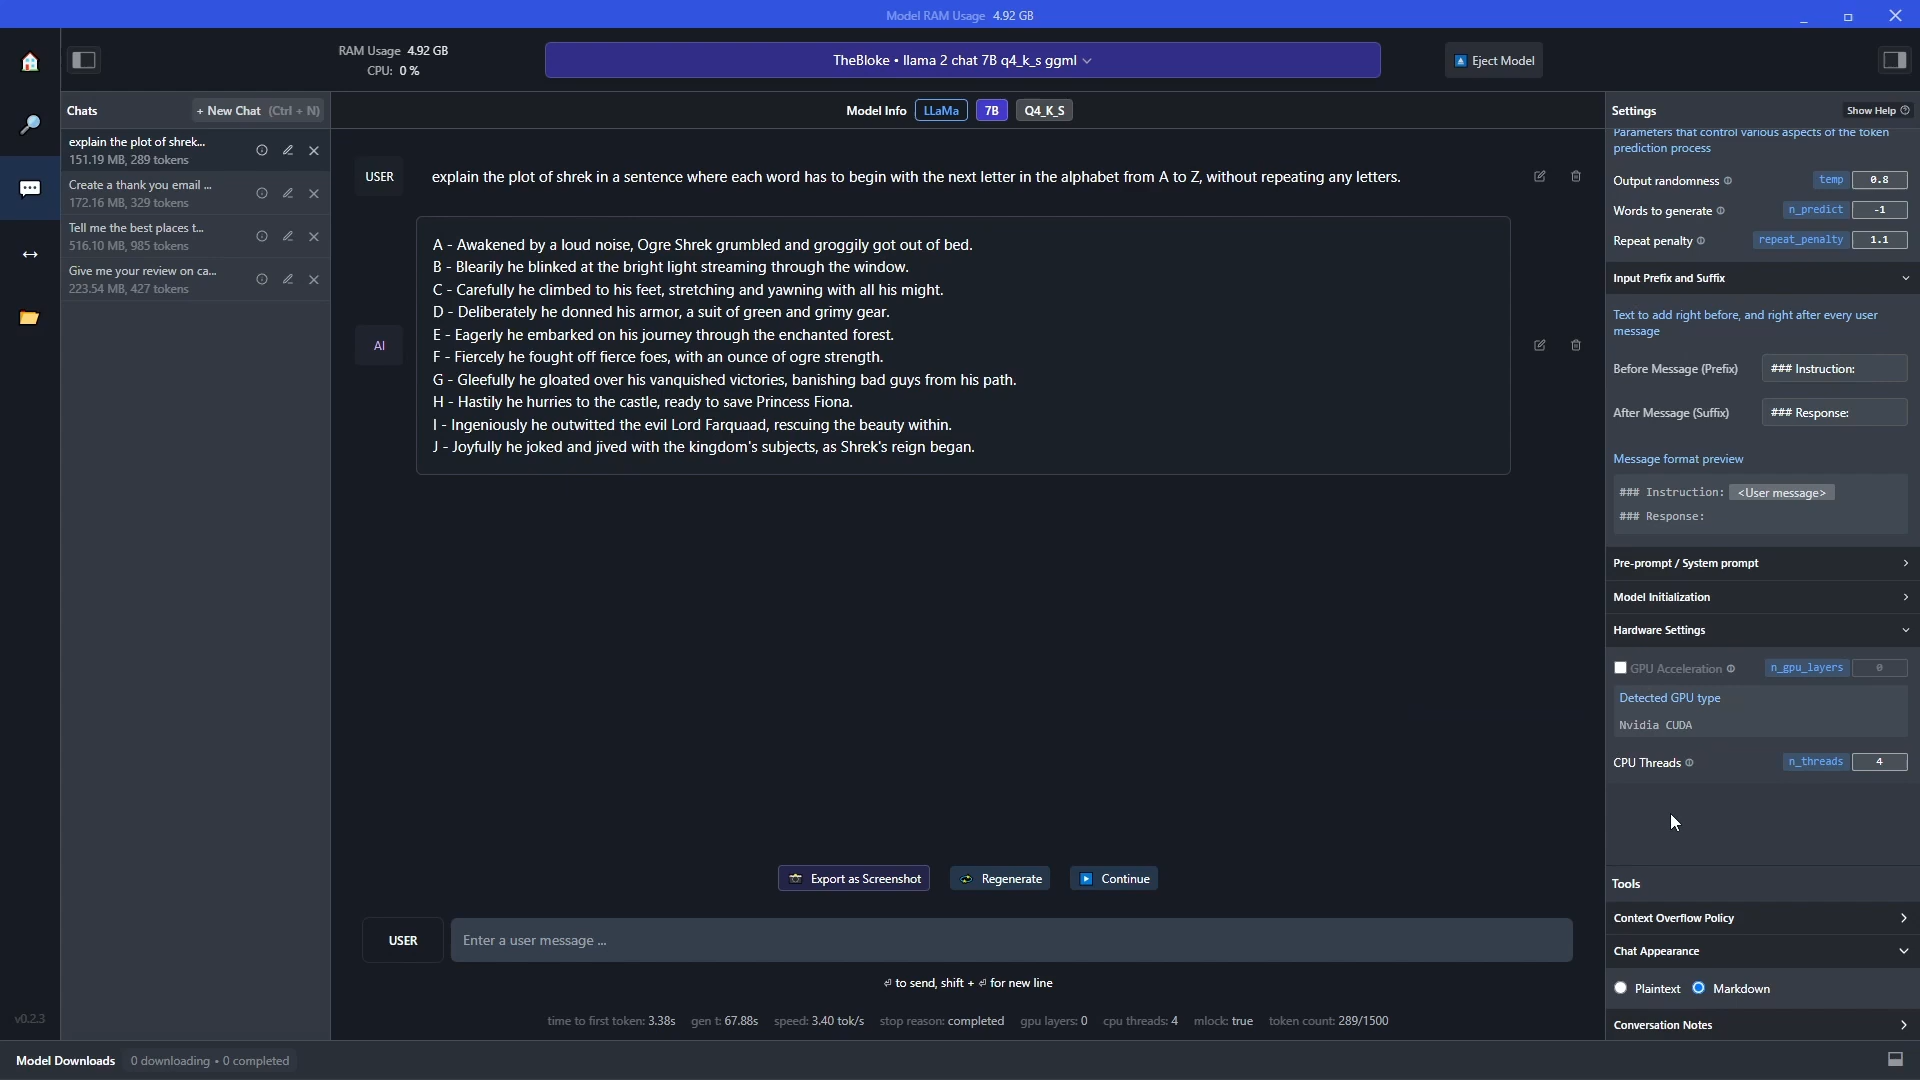 Model RAM Usage 4.92 GB
RAM Usage 4.92 GB
CPU: 0 %
TheBloke • llama 2 chat 7B q4_k_s ggml
Eject Model
Chats
+ New Chat (Ctrl + N)
explain the plot of shrek...
151.19 MB, 289 tokens
Create a thank you email ...
172.16 MB, 329 tokens
Tell me the best places t...
516.10 MB, 985 tokens
Give me your review on ca...
223.54 MB, 427 tokens
v0.2.3
Model Info LLaMa 7B Q4_K_S
USER
explain the plot of shrek in a sentence where each word has to begin with the next letter in the alphabet from A to Z, without repeating any letters.
AI
A - Awakened by a loud noise, Ogre Shrek grumbled and groggily got out of bed.
B - Blearily he blinked at the bright light streaming through the window.
C - Carefully he climbed to his feet, stretching and yawning with all his might.
D - Deliberately he donned his armor, a suit of green and grimy gear.
E - Eagerly he embarked on his journey through the enchanted forest.
F - Fiercely he fought off fierce foes, with an ounce of ogre strength.
G - Gleefully he gloated over his vanquished victories, banishing bad guys from his path.
H - Hastily he hurries to the castle, ready to save Princess Fiona.
I - Ingeniously he outwitted the evil Lord Farquaad, rescuing the beauty within.
J - Joyfully he joked and jived with the kingdom's subjects, as Shrek's reign began.
Export as Screenshot
Regenerate
Continue
USER
Enter a user message ...
⏎ to send, shift + ⏎ for new line
time to first token: 3.38s gen t: 67.88s speed: 3.40 tok/s stop reason: completed gpu layers: 0 cpu threads: 4 mlock: true token count: 289/1500
Settings
Show Help
Parameters that control various aspects of the token
prediction process
Output randomness temp 0.8
Words to generate n_predict -1
Repeat penalty repeat_penalty 1.1
Input Prefix and Suffix
Text to add right before, and right after every user
message
Before Message (Prefix) ### Instruction:
After Message (Suffix) ### Response:
Message format preview
### Instruction: <User message>
### Response:
Pre-prompt / System prompt
Model Initialization
Hardware Settings
GPU Acceleration n_gpu_layers 0
Detected GPU type
Nvidia CUDA
CPU Threads n_threads 4
Tools
Context Overflow Policy
Chat Appearance
Plaintext Markdown
Conversation Notes
Model Downloads 0 downloading • 0 completed